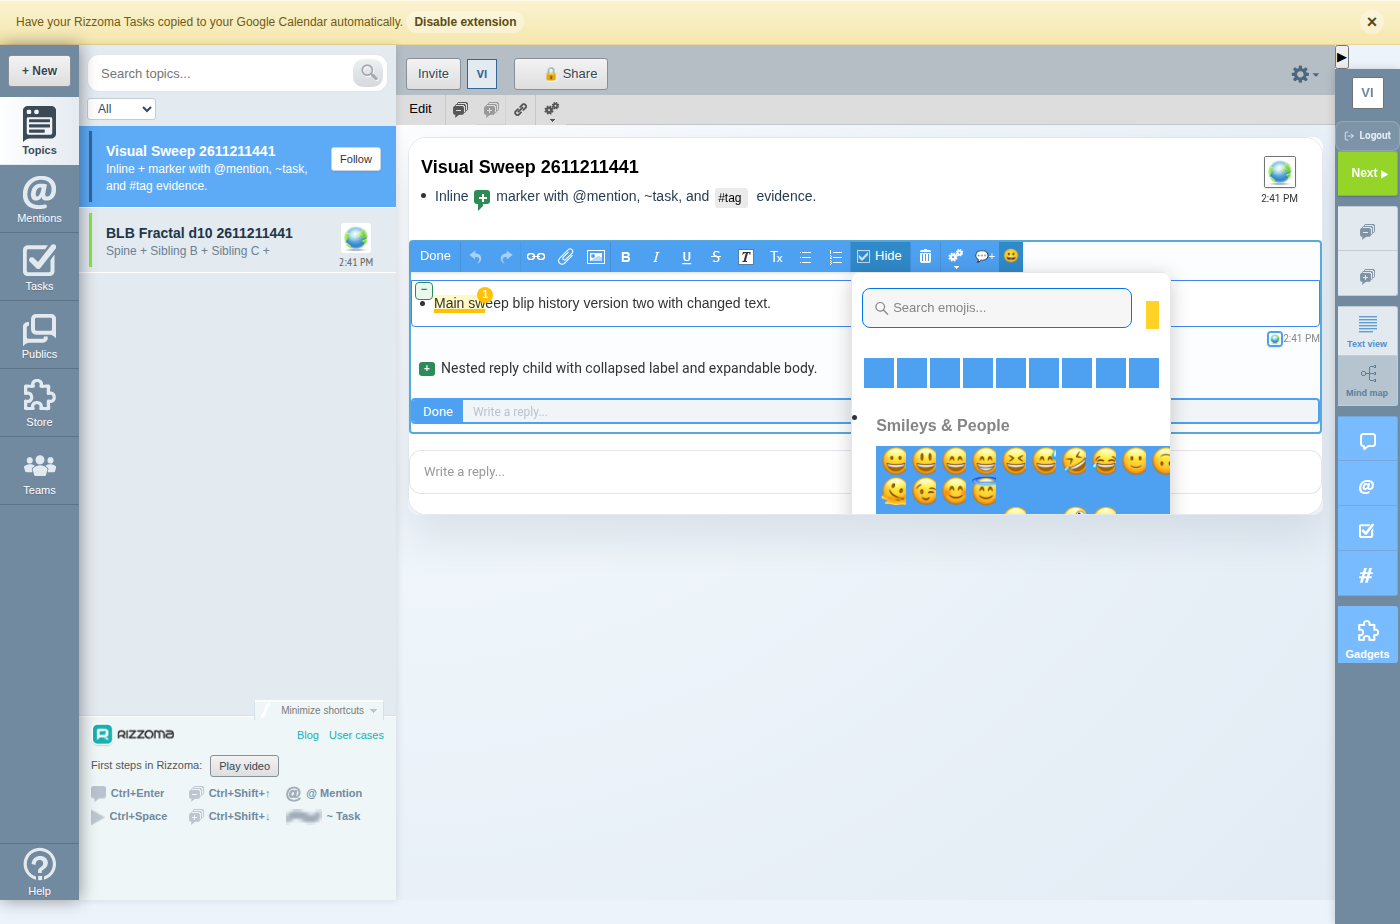 Have your Rizzoma Tasks copied to your Google Calendar automatically. Disable extension ✕
+ New
Topics
Mentions
Tasks
Publics
Store
Teams
Help
Search topics...
All
Visual Sweep 2611211441
Inline + marker with @mention, ~task,
and #tag evidence.
Follow
BLB Fractal d10 2611211441
Spine + Sibling B + Sibling C +
2:41 PM
Minimize shortcuts
RIZZOMA
Blog User cases
First steps in Rizzoma: Play video
Ctrl+Enter Ctrl+Shift+↑ @ Mention
Ctrl+Space Ctrl+Shift+↓ ~ Task
Invite VI Share
Edit
Visual Sweep 2611211441
• Inline + marker with @mention, ~task, and #tag evidence.
2:41 PM
Done B I U S T Tx Hide
1
• Main sweep blip history version two with changed text.
2:41 PM
+ Nested reply child with collapsed label and expandable body.
Done Write a reply...
Write a reply...
Search emojis...
Smileys & People
VI
Logout
Next ▶
Text view
Mind map
@
#
Gadgets